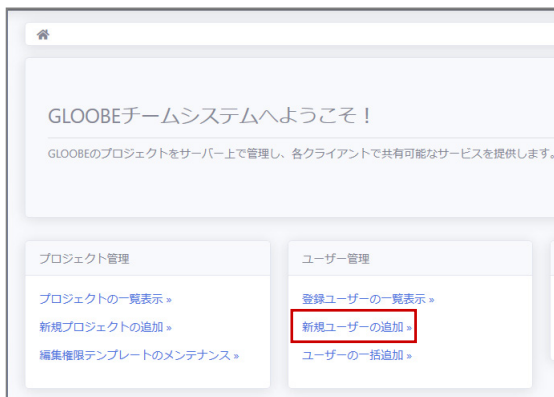 GLOOBEチームシステムへようこそ！
GLOOBEのプロジェクトをサーバー上で管理し、各クライアントで共有可能なサービスを提供します。
プロジェクト管理
プロジェクトの一覧表示 »
新規プロジェクトの追加 »
編集権限テンプレートのメンテナンス »
ユーザー管理
登録ユーザーの一覧表示 »
新規ユーザーの追加 »
ユーザーの一括追加 »